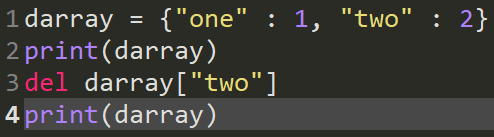 1 darray = {"one" : 1, "two" : 2}
2 print(darray)
3 del darray["two"]
4 print(darray)